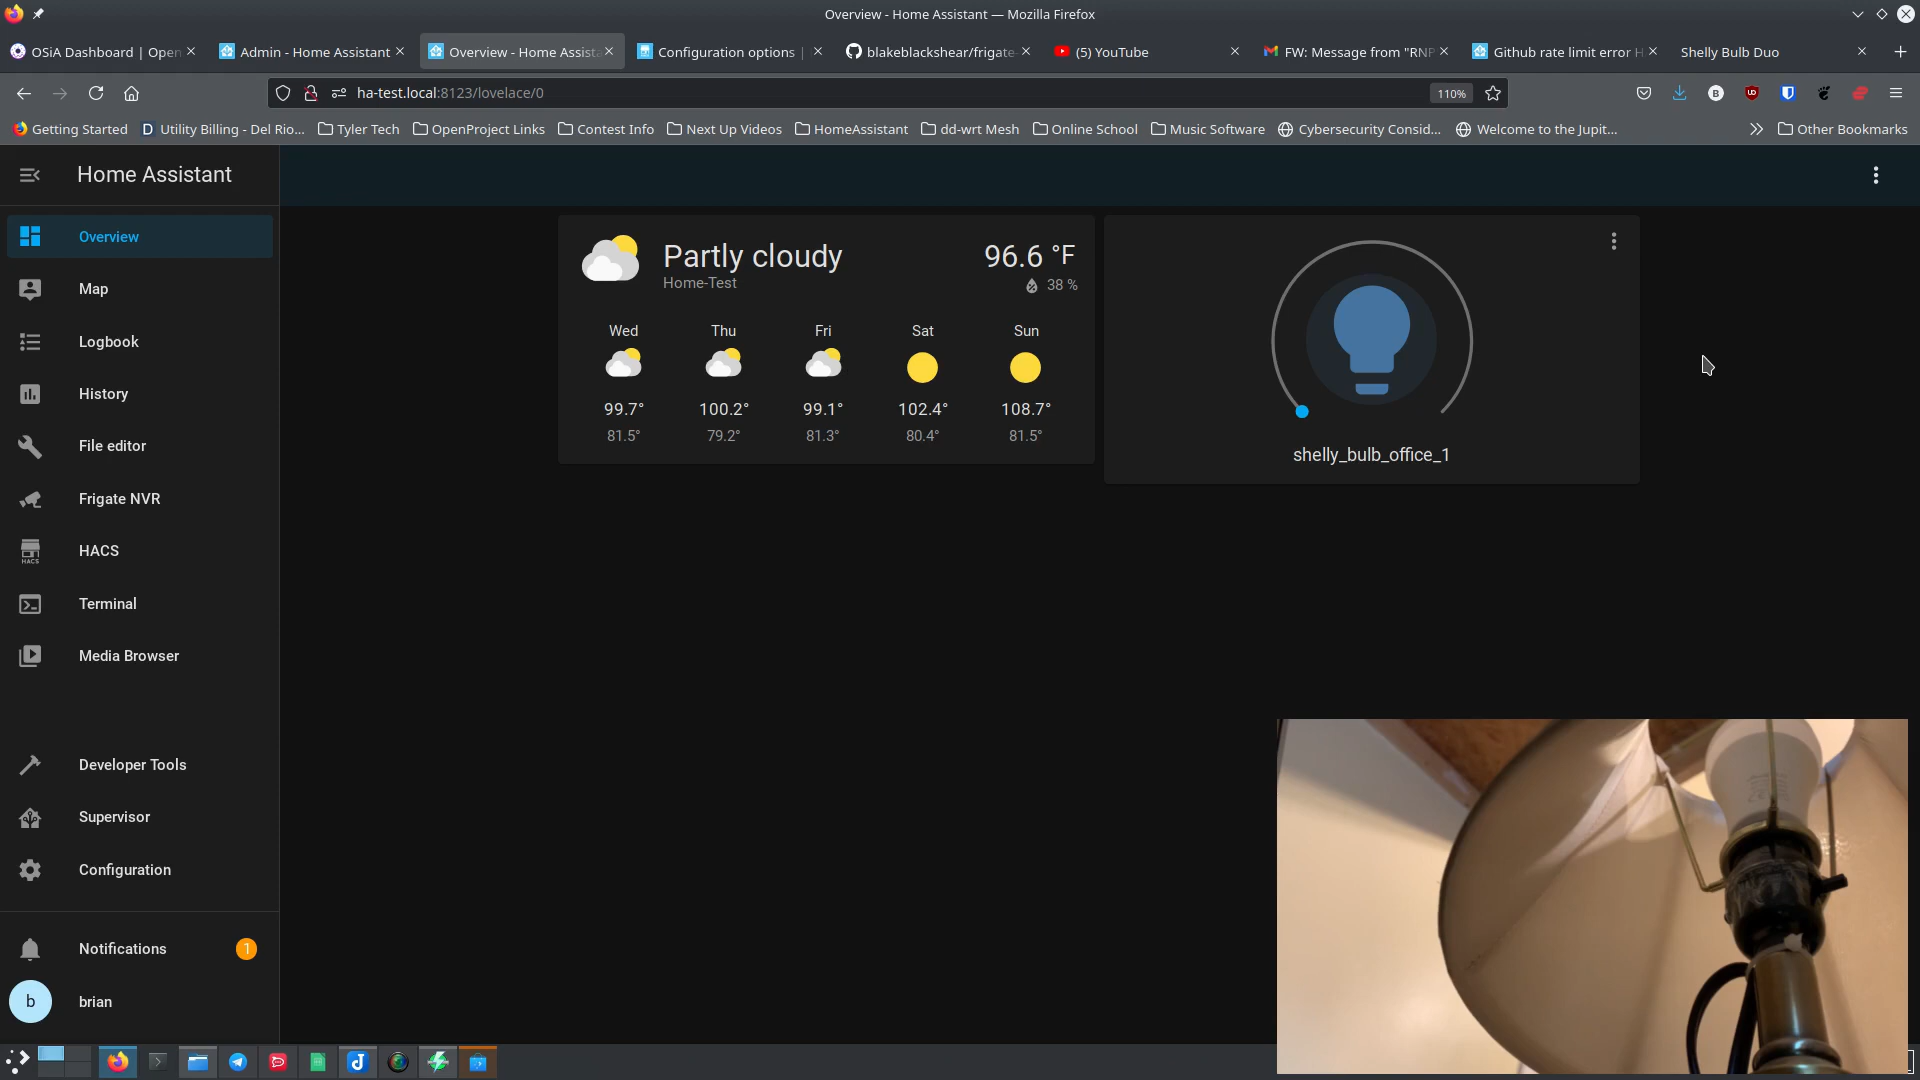 Overview - Home Assistant — Mozilla Firefox
OSiA Dashboard | Open
Admin - Home Assistant
Overview - Home Assista
Configuration options |
blakeblackshear/frigate-
(5) YouTube
FW: Message from "RNP
Github rate limit error H
Shelly Bulb Duo
ha-test.local:8123/lovelace/0
110%
Getting Started
Utility Billing - Del Rio...
Tyler Tech
OpenProject Links
Contest Info
Next Up Videos
HomeAssistant
dd-wrt Mesh
Online School
Music Software
Cybersecurity Consid...
Welcome to the Jupit...
Other Bookmarks
Home Assistant
Overview
Map
Logbook
History
File editor
Frigate NVR
HACS
HACS
Terminal
Media Browser
Developer Tools
Supervisor
Configuration
Notifications
1
b
brian
Partly cloudy
Home-Test
96.6 °F
38 %
Wed Thu Fri Sat Sun
99.7° 100.2° 99.1° 102.4° 108.7°
81.5° 79.2° 81.3° 80.4° 81.5°
shelly_bulb_office_1